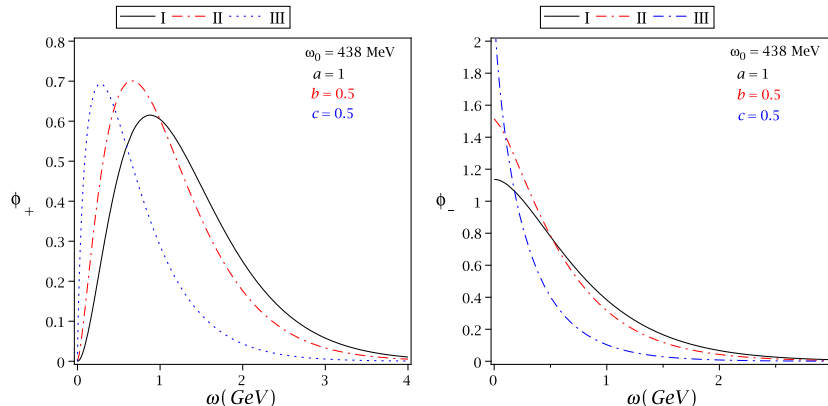 I II III
ω₀ = 438 MeV
a = 1
b = 0.5
c = 0.5
0.8
0.7
0.6
0.5
0.4
0.3
0.2
0.1
0
ϕ₊
0 1 2 3 4
ω(GeV)
I II III
ω₀ = 438 MeV
a = 1
b = 0.5
c = 0.5
2
1.8
1.6
1.4
1.2
1
0.8
0.6
0.4
0.2
0
ϕ₋
0 1 2
ω(GeV)